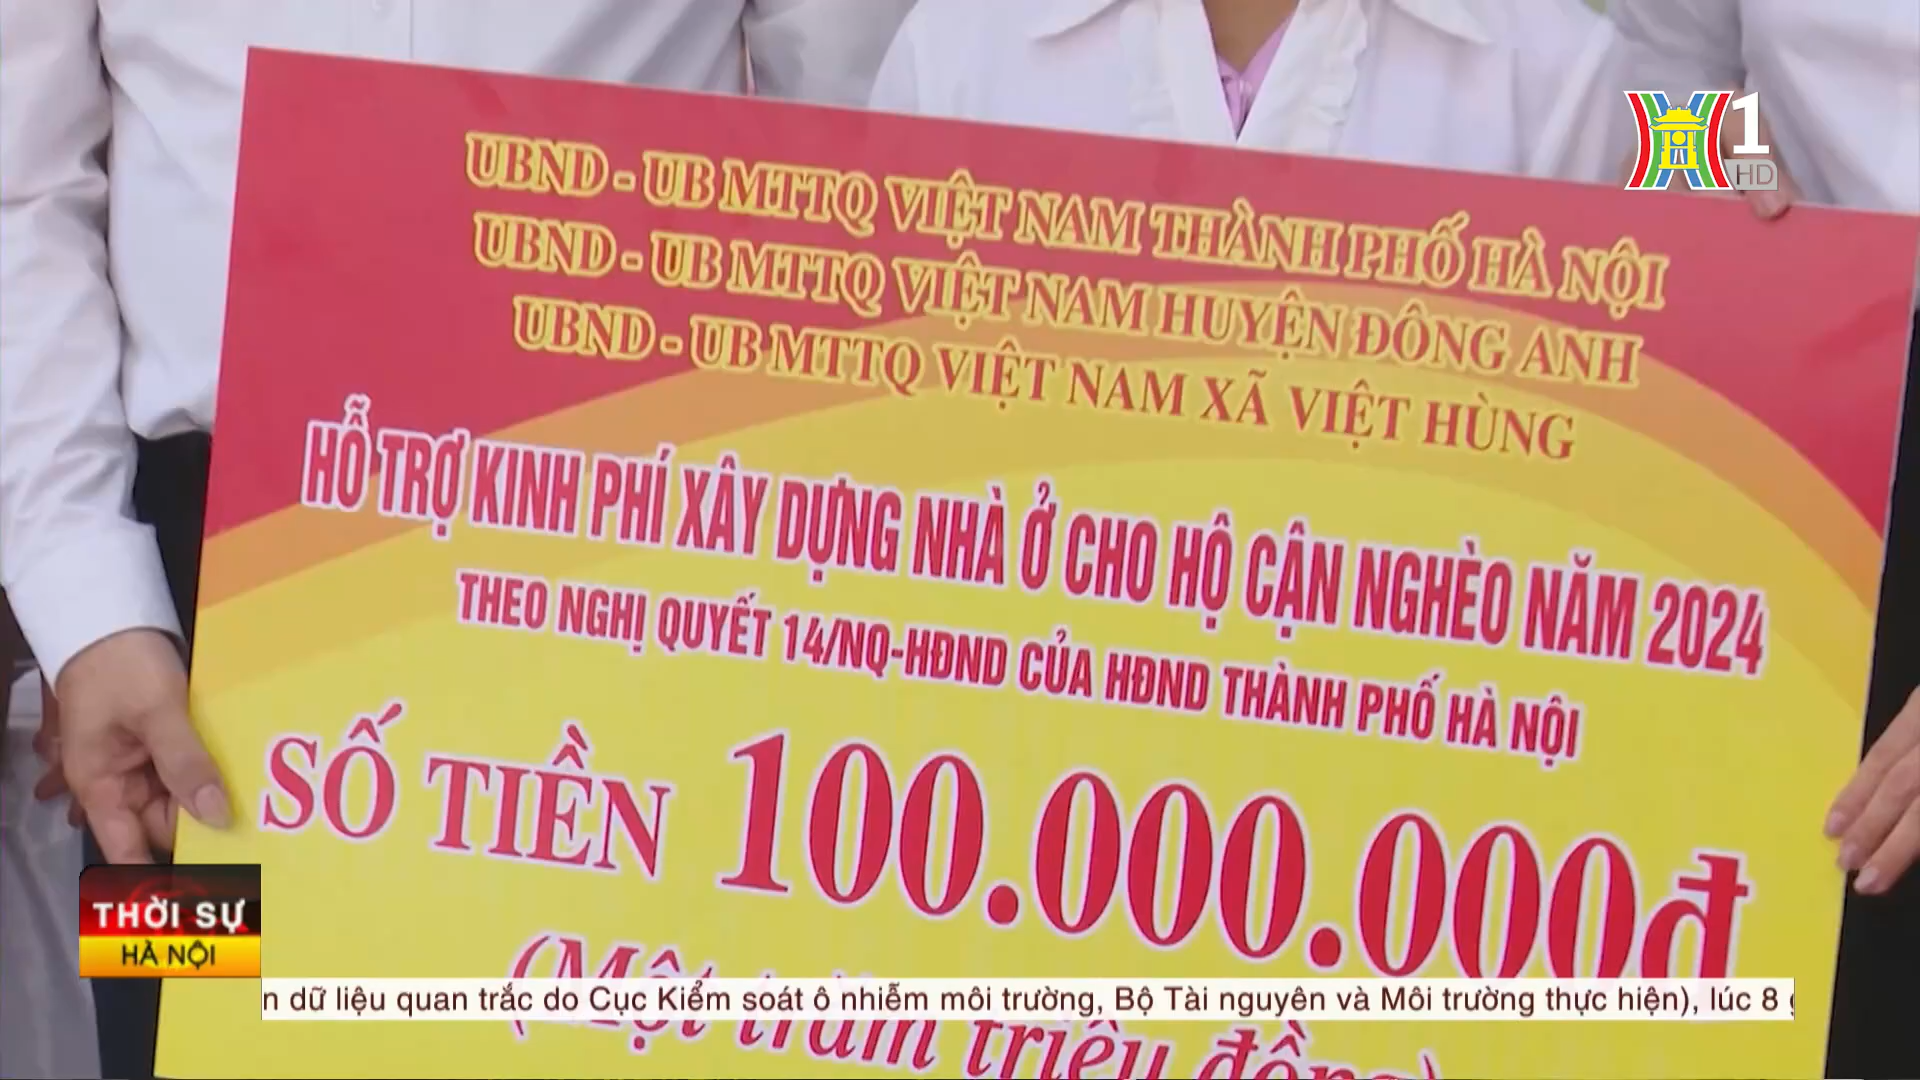 1
HD
UBND - UB MTTQ VIỆT NAM THÀNH PHỐ HÀ NỘI
UBND - UB MTTQ VIỆT NAM HUYỆN ĐÔNG ANH
UBND - UB MTTQ VIỆT NAM XÃ VIỆT HÙNG
HỖ TRỢ KINH PHÍ XÂY DỰNG NHÀ Ở CHO HỘ CẬN NGHÈO NĂM 2024
THEO NGHỊ QUYẾT 14/NQ-HĐND CỦA HĐND THÀNH PHỐ HÀ NỘI
SỐ TIỀN 100.000.000đ
(Một trăm triệu đồng)
THỜI SỰ
HÀ NỘI
n dữ liệu quan trắc do Cục Kiểm soát ô nhiễm môi trường, Bộ Tài nguyên và Môi trường thực hiện), lúc 8 g